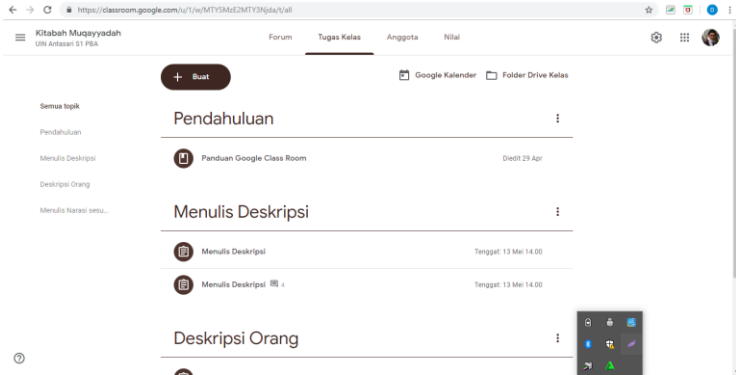 https://classroom.google.com/u/1/w/MTY5MzE2MTY3Njda/t/all
Kitabah Muqayyadah
UIN Antasari S1 PBA
Forum Tugas Kelas Anggota Nilai
+ Buat
Google Kalender Folder Drive Kelas
Semua topik
Pendahuluan
Menulis Deskripsi
Deskripsi Orang
Menulis Narasi sesu...
Pendahuluan
Panduan Google Class Room Diedit 29 Apr
Menulis Deskripsi
Menulis Deskripsi Tenggat: 13 Mei 14.00
Menulis Deskripsi 4 Tenggat: 13 Mei 14.00
Deskripsi Orang